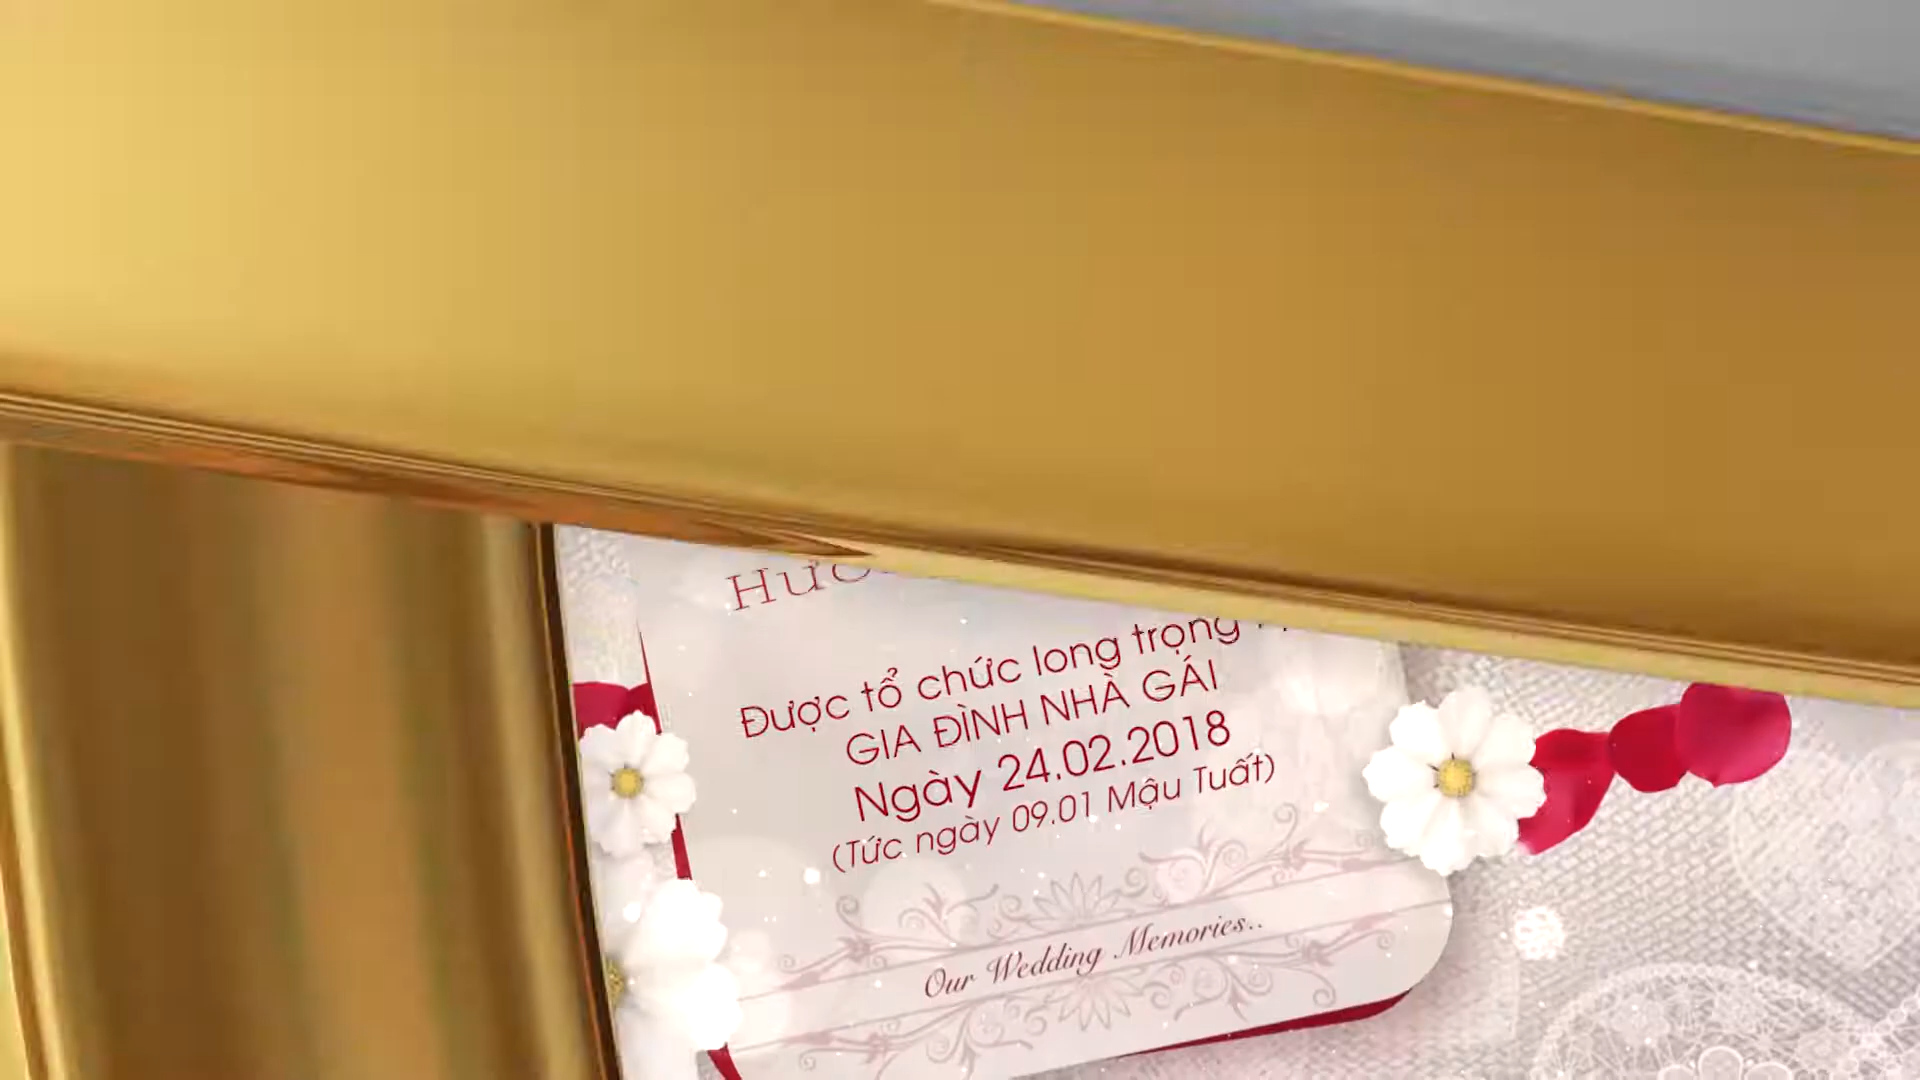 Được tổ chức long trọng
GIA ĐÌNH NHÀ GÁI
Ngày 24.02.2018
(Tức ngày 09.01 Mậu Tuất)
Our Wedding Memories..